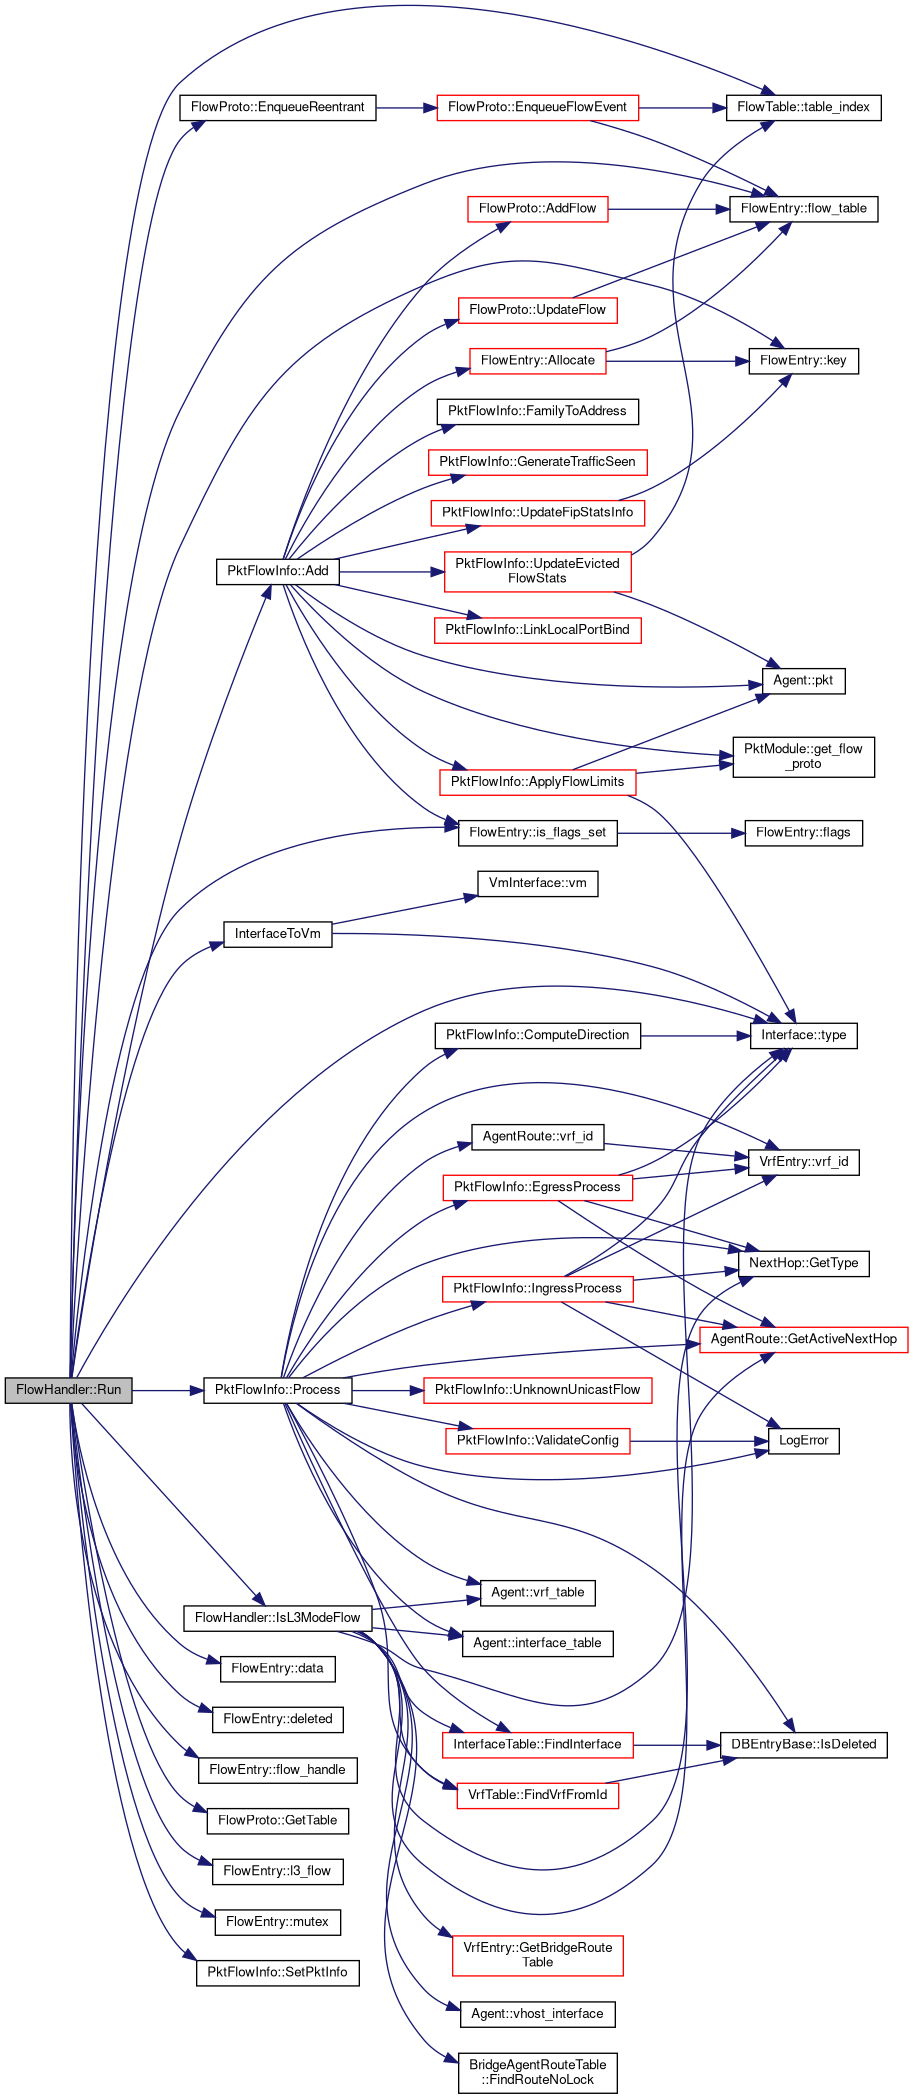 FlowTable::table_index
FlowProto::EnqueueReentrant
FlowProto::EnqueueFlowEvent
FlowProto::AddFlow
FlowEntry::flow_table
FlowProto::UpdateFlow
FlowEntry::Allocate
FlowEntry::key
PktFlowInfo::FamilyToAddress
PktFlowInfo::GenerateTrafficSeen
PktFlowInfo::UpdateFipStatsInfo
PktFlowInfo::Add
PktFlowInfo::UpdateEvicted
FlowStats
PktFlowInfo::LinkLocalPortBind
Agent::pkt
PktModule::get_flow
_proto
PktFlowInfo::ApplyFlowLimits
FlowEntry::is_flags_set
FlowEntry::flags
VmInterface::vm
InterfaceToVm
PktFlowInfo::ComputeDirection
Interface::type
AgentRoute::vrf_id
VrfEntry::vrf_id
PktFlowInfo::EgressProcess
NextHop::GetType
PktFlowInfo::IngressProcess
AgentRoute::GetActiveNextHop
FlowHandler::Run
PktFlowInfo::Process
PktFlowInfo::UnknownUnicastFlow
PktFlowInfo::ValidateConfig
LogError
Agent::vrf_table
FlowHandler::IsL3ModeFlow
Agent::interface_table
FlowEntry::data
FlowEntry::deleted
InterfaceTable::FindInterface
DBEntryBase::IsDeleted
FlowEntry::flow_handle
VrfTable::FindVrfFromId
FlowProto::GetTable
FlowEntry::l3_flow
FlowEntry::mutex
VrfEntry::GetBridgeRoute
Table
PktFlowInfo::SetPktInfo
Agent::vhost_interface
BridgeAgentRouteTable
::FindRouteNoLock